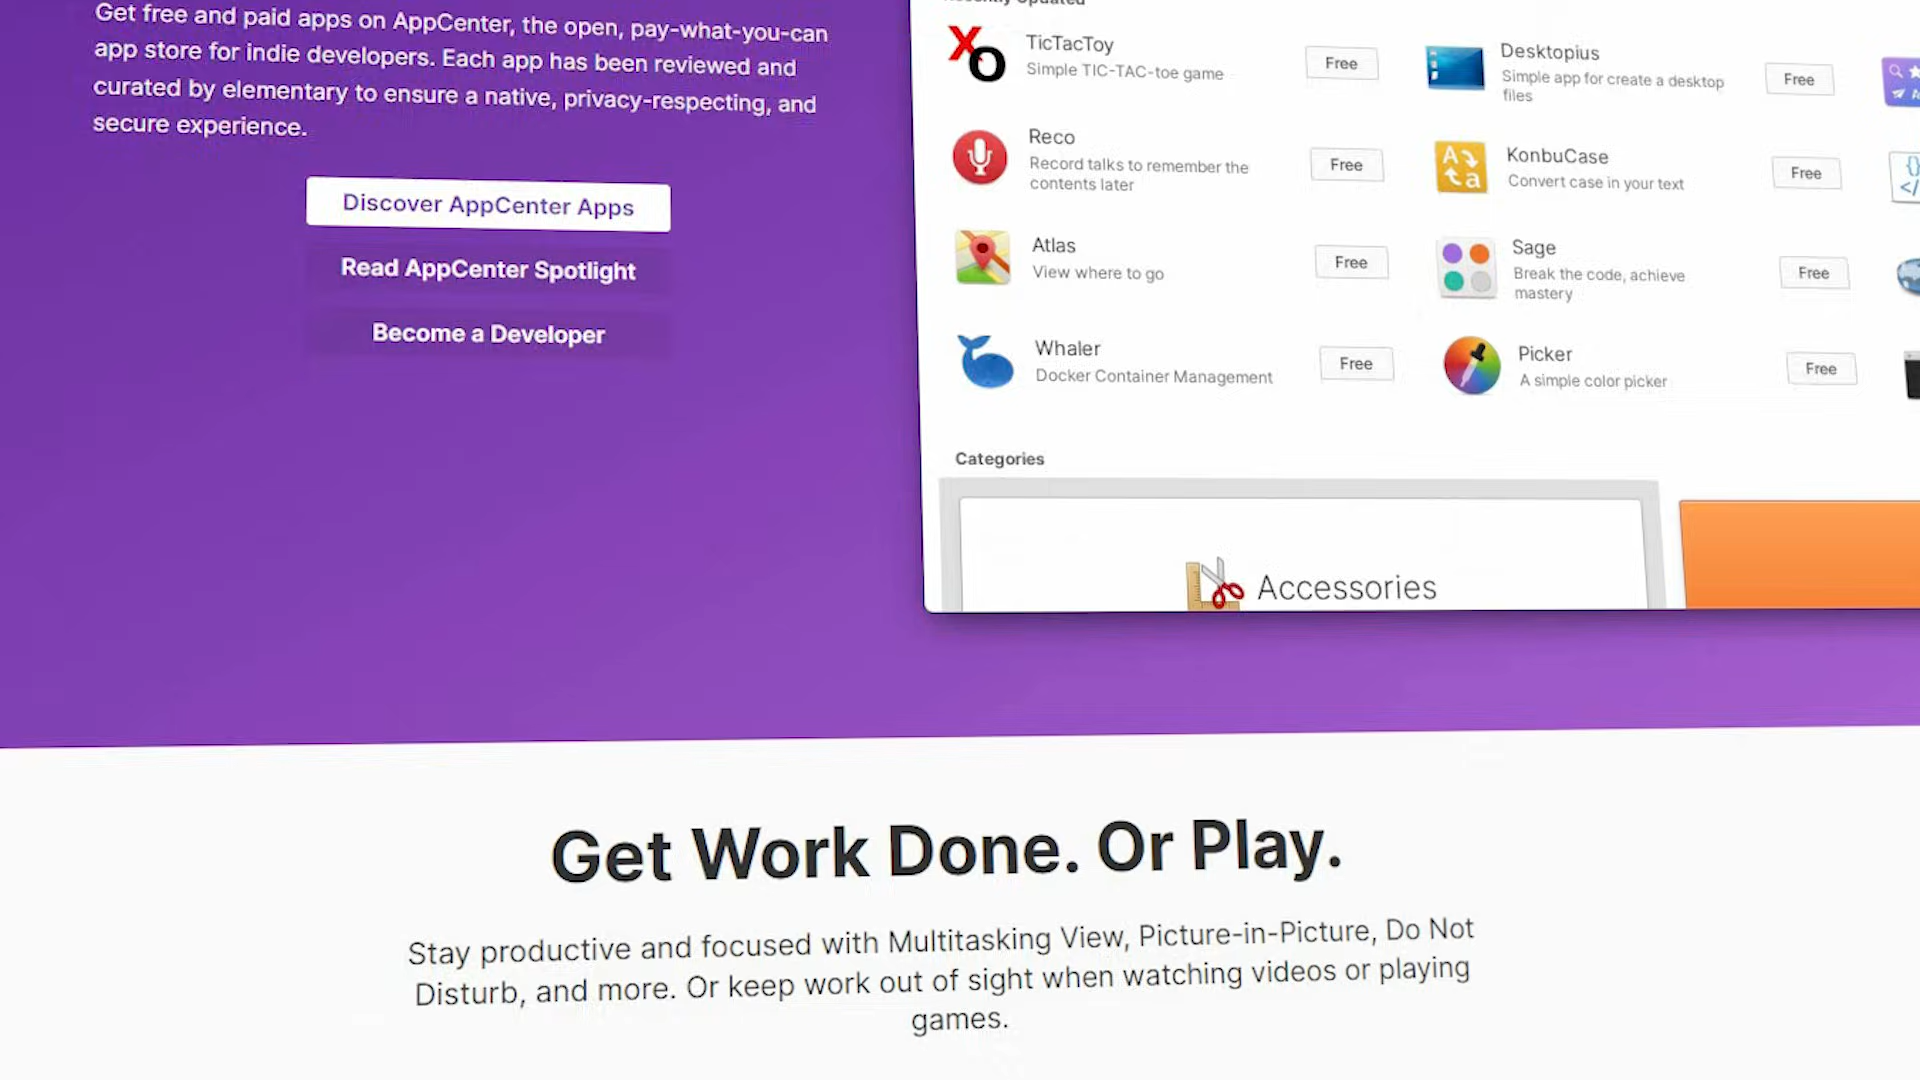 Get free and paid apps on AppCenter, the open, pay-what-you-can
app store for indie developers. Each app has been reviewed and
curated by elementary to ensure a native, privacy-respecting, and
secure experience.
Discover AppCenter Apps
Read AppCenter Spotlight
Become a Developer
Recently Updated
TicTacToy
Simple TIC-TAC-toe game
Free
Desktopius
Simple app for create a desktop
files
Free
Reco
Record talks to remember the
contents later
Free
KonbuCase
Convert case in your text
Free
Atlas
View where to go
Free
Sage
Break the code, achieve
mastery
Free
Whaler
Docker Container Management
Free
Picker
A simple color picker
Free
Categories
Accessories
Get Work Done. Or Play.
Stay productive and focused with Multitasking View, Picture-in-Picture, Do Not
Disturb, and more. Or keep work out of sight when watching videos or playing
games.